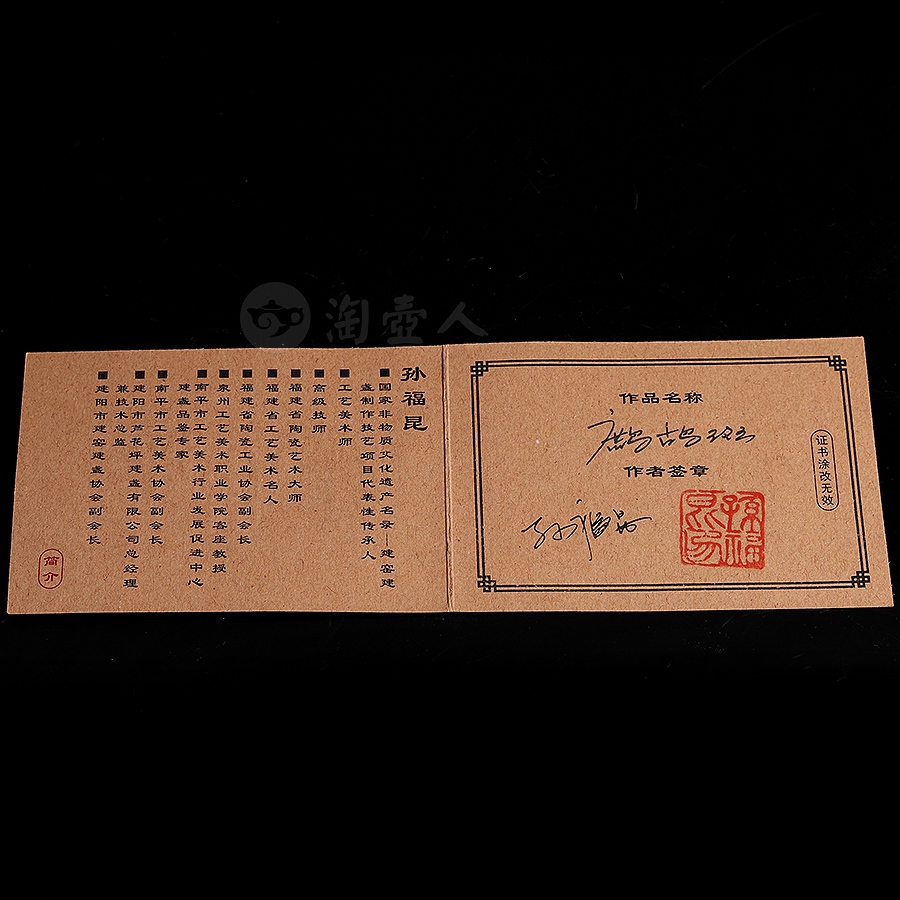 淘壶人
孙福昆
■国家非物质文化遗产名录—建窑建
盏制作技艺项目代表性传承人
■工艺美术师
■高级技师
■福建省陶瓷艺术大师
■福建省工艺美术名人
■福建省陶瓷工业协会副会长
■泉州工艺美术职业学院客座教授
■南平市工艺美术行业发展促进中心
建盏品鉴专家
■南平市工艺美术协会副会长
■建阳市芦花坪建盏有限公司总经理
兼技术总监
■建阳市建窑建盏协会副会长
简介
作品名称
鹧鸪斑
作者签章
孙福昆
证书涂改无效